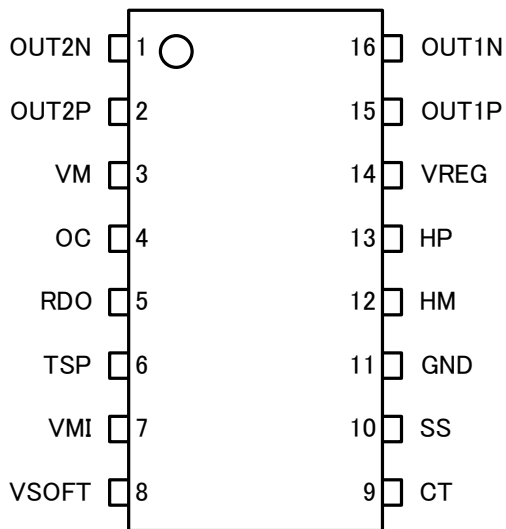 OUT2N 1 16 OUT1N
OUT2P 2 15 OUT1P
VM 3 14 VREG
OC 4 13 HP
RDO 5 12 HM
TSP 6 11 GND
VMI 7 10 SS
VSOFT 8 9 CT